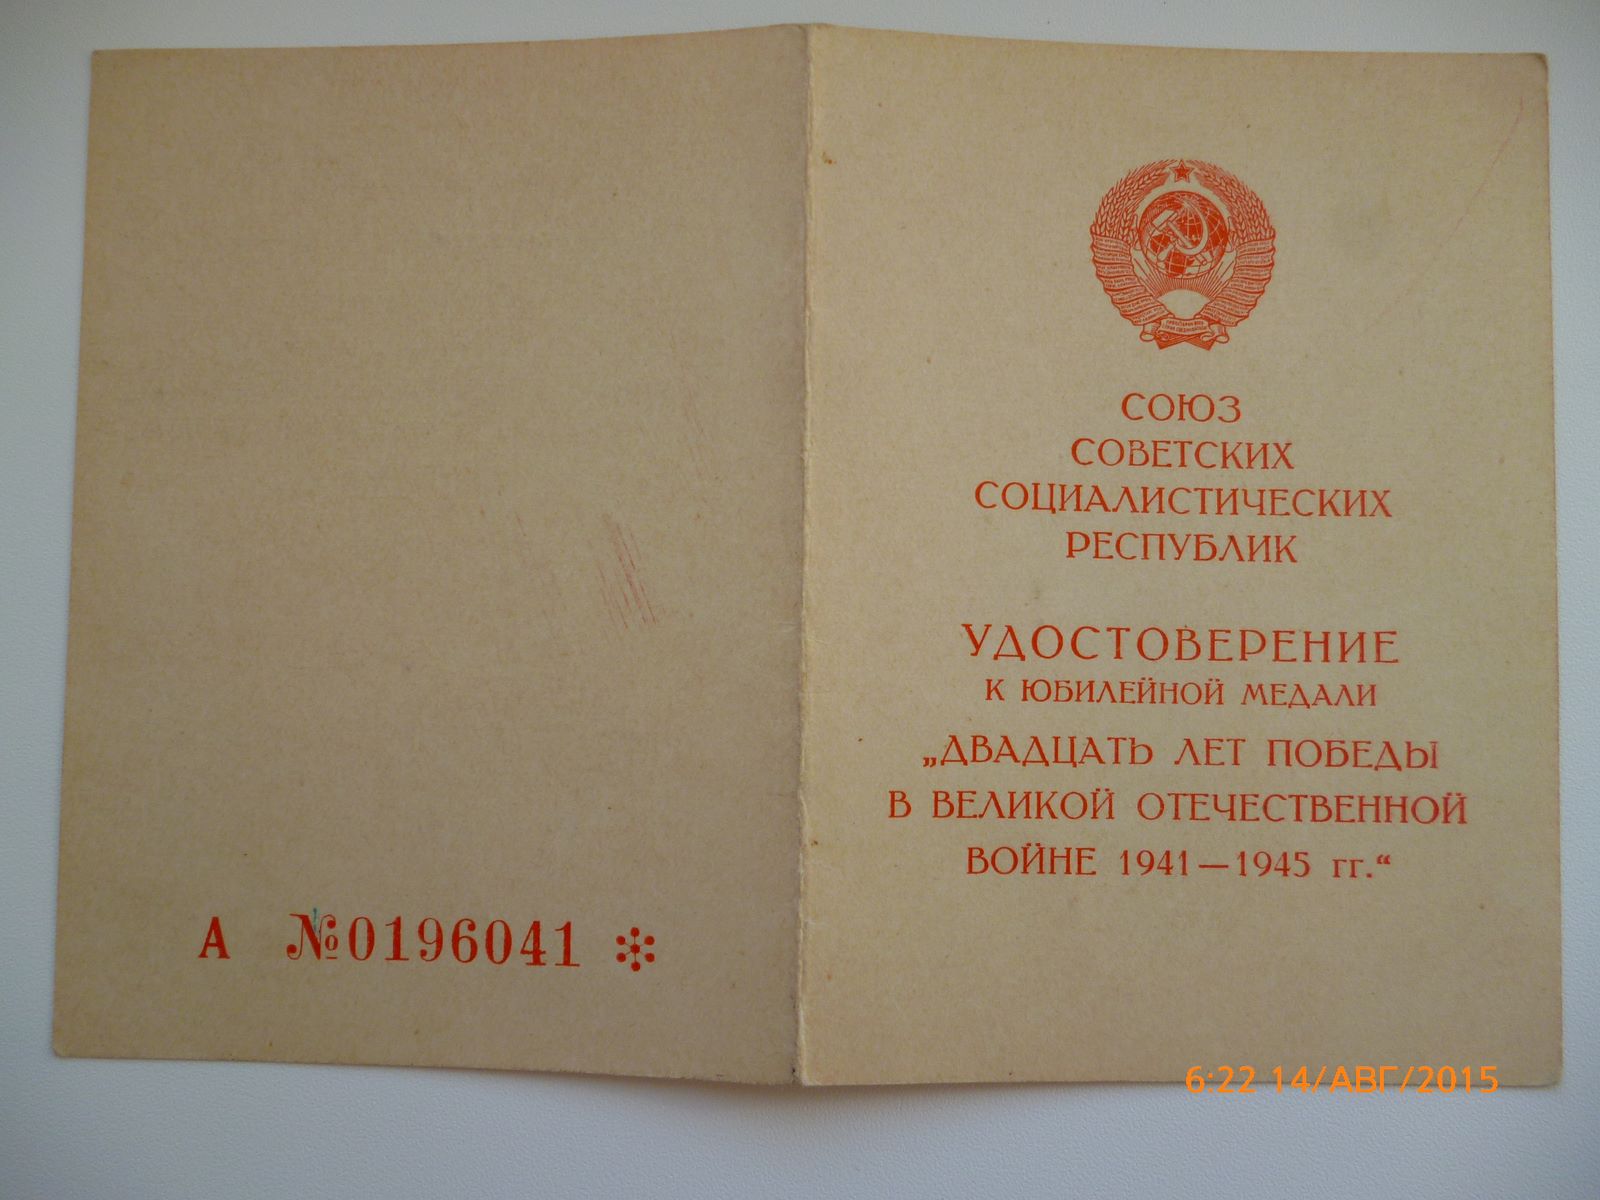 А №0196041
СОЮЗ
СОВЕТСКИХ
СОЦИАЛИСТИЧЕСКИХ
РЕСПУБЛИК
УДОСТОВЕРЕНИЕ
К ЮБИЛЕЙНОЙ МЕДАЛИ
„ДВАДЦАТЬ ЛЕТ ПОБЕДЫ
В ВЕЛИКОЙ ОТЕЧЕСТВЕННОЙ
ВОЙНЕ 1941—1945 гг.“
6:22 14/АВГ/2015